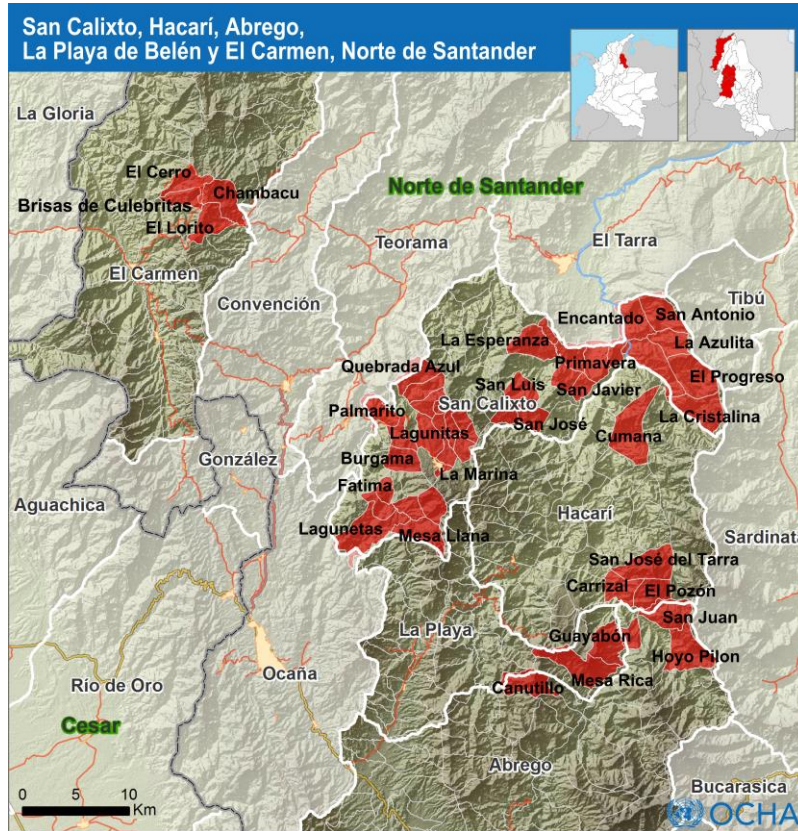 San Calixto, Hacarí, Abrego,
La Playa de Belén y El Carmen, Norte de Santander
La Gloria
El Cerro
Chambacu
Brisas de Culebritas
El Lorito
El Carmen
Norte de Santander
Teorama
El Tarra
Convención
Tibú
Encantado
San Antonio
La Esperanza
La Azulita
Quebrada Azul
Primavera
El Progreso
San Luis
San Javier
Palmarito
San Calixto
La Cristalina
San José
Lagunitas
Cumana
González
Burgama
La Marina
Fatima
Aguachica
Hacarí
Lagunetas
Mesa Llana
Sardinata
San José del Tarra
Carrizal
El Pozón
San Juan
La Playa
Guayabón
Hoyo Pilon
Ocaña
Río de Oro
Mesa Rica
Canutillo
Cesar
Abrego
Bucarasica
0 5 10
Km
OCHA